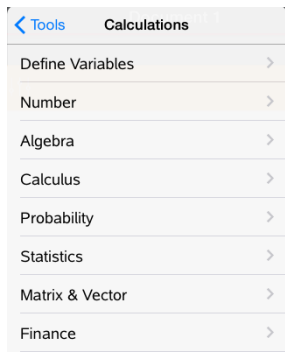 Tools Calculations
Define Variables
Number
Algebra
Calculus
Probability
Statistics
Matrix & Vector
Finance